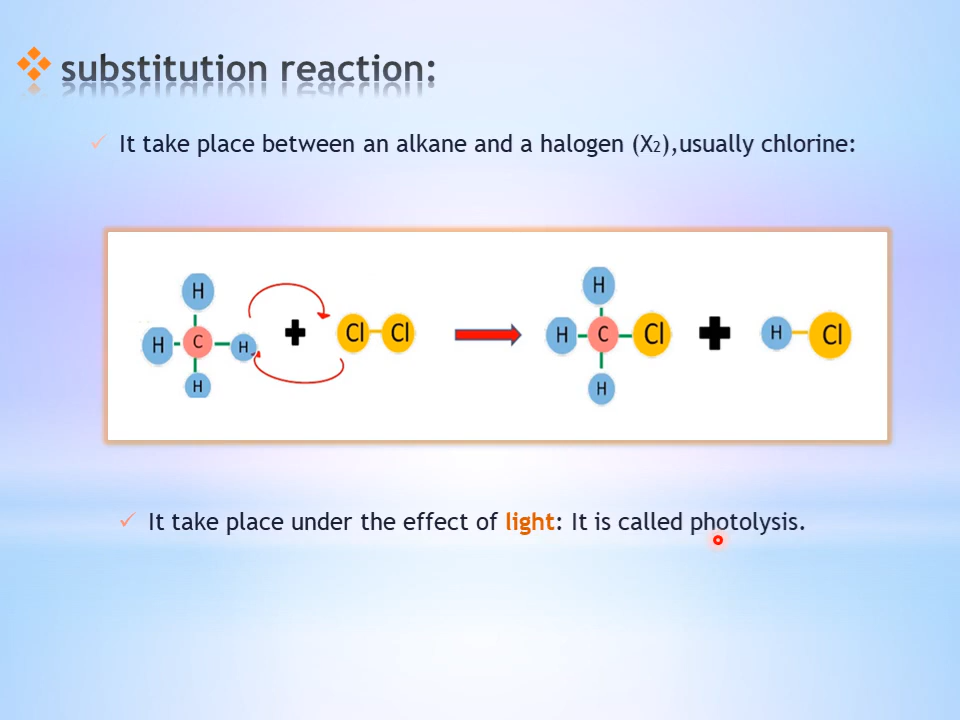 substitution reaction:
It take place between an alkane and a halogen (X₂),usually chlorine:
H H
H C H + Cl Cl H C Cl + H Cl
H H
It take place under the effect of light: It is called photolysis.